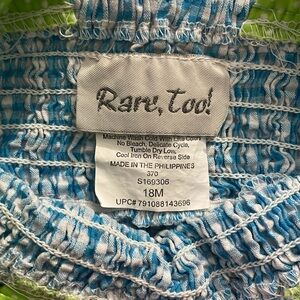 Rare, Too!
Machine Wash Cold With Like Colors
No Bleach, Delicate Cycle,
Tumble Dry Low,
Cool Iron On Reverse Side
MADE IN THE PHILIPPINES
370
S169306
18M
UPC# 791088143696